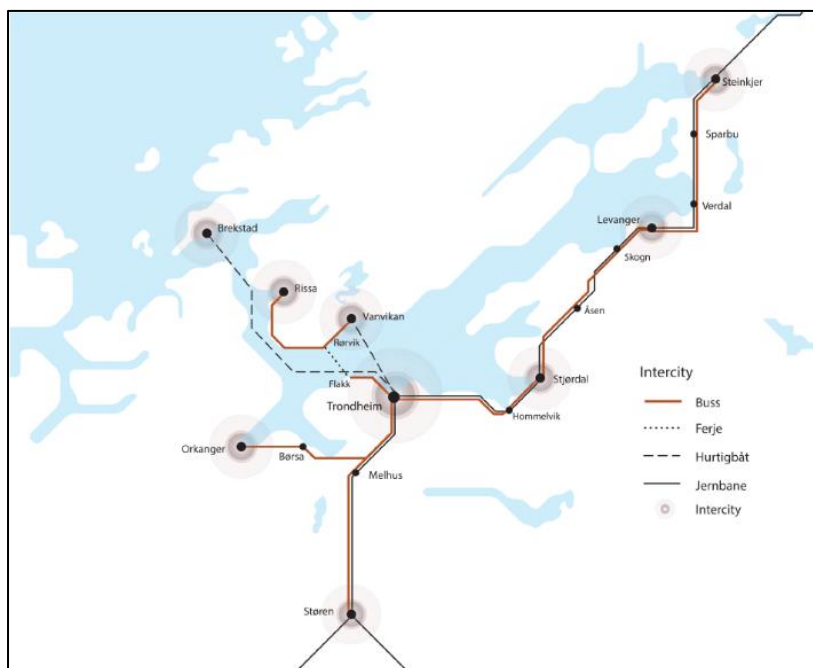 Steinkjer
Sparbu
Verdal
Levanger
Skogn
Brekstad
Rissa
Vanvikan
Åsen
Rørvik
Flakk
Stjørdal
Trondheim
Hommelvik
Orkanger
Børsa
Melhus
Støren
Intercity
Buss
Ferje
Hurtigbåt
Jernbane
Intercity